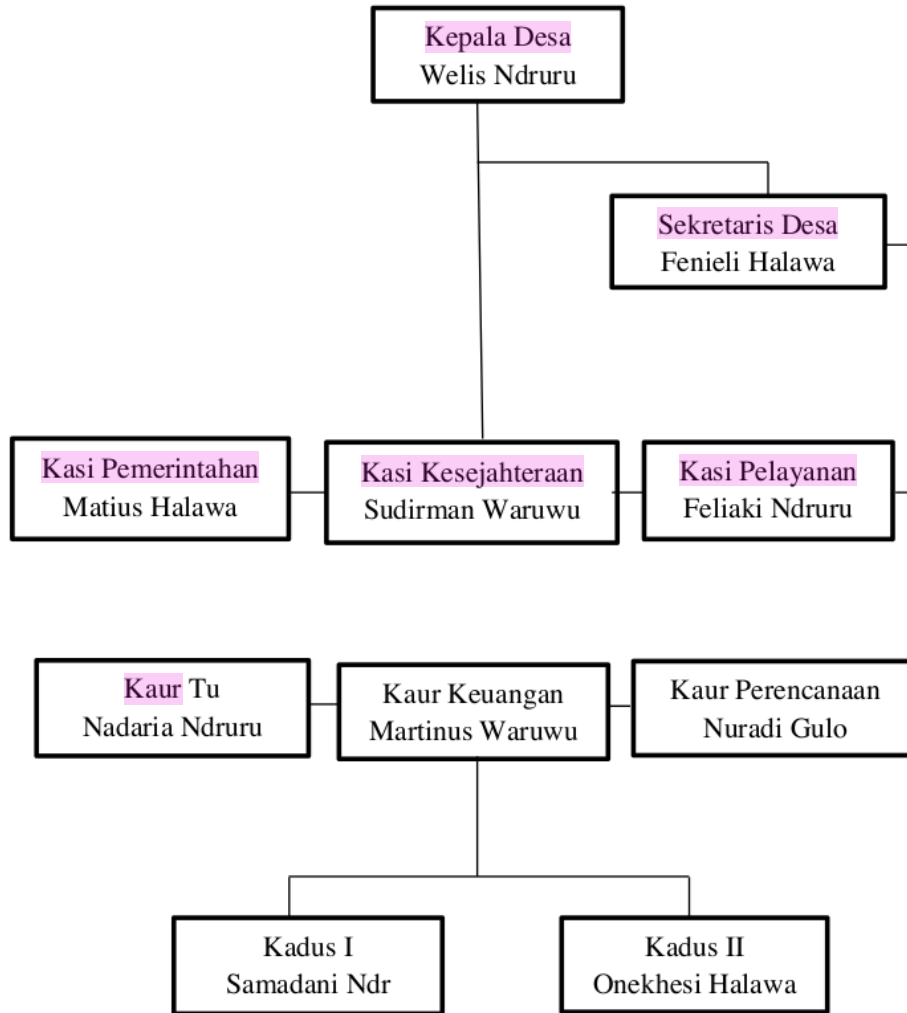 Kepala Desa
Welis Ndruru
Sekretaris Desa
Fenieli Halawa
Kasi Pemerintahan
Matius Halawa
Kasi Kesejahteraan
Sudirman Waruwu
Kasi Pelayanan
Feliaki Ndruru
Kaur Tu
Nadaria Ndruru
Kaur Keuangan
Martinus Waruwu
Kaur Perencanaan
Nuradi Gulo
Kadus I
Samadani Ndr
Kadus II
Onekhesi Halawa